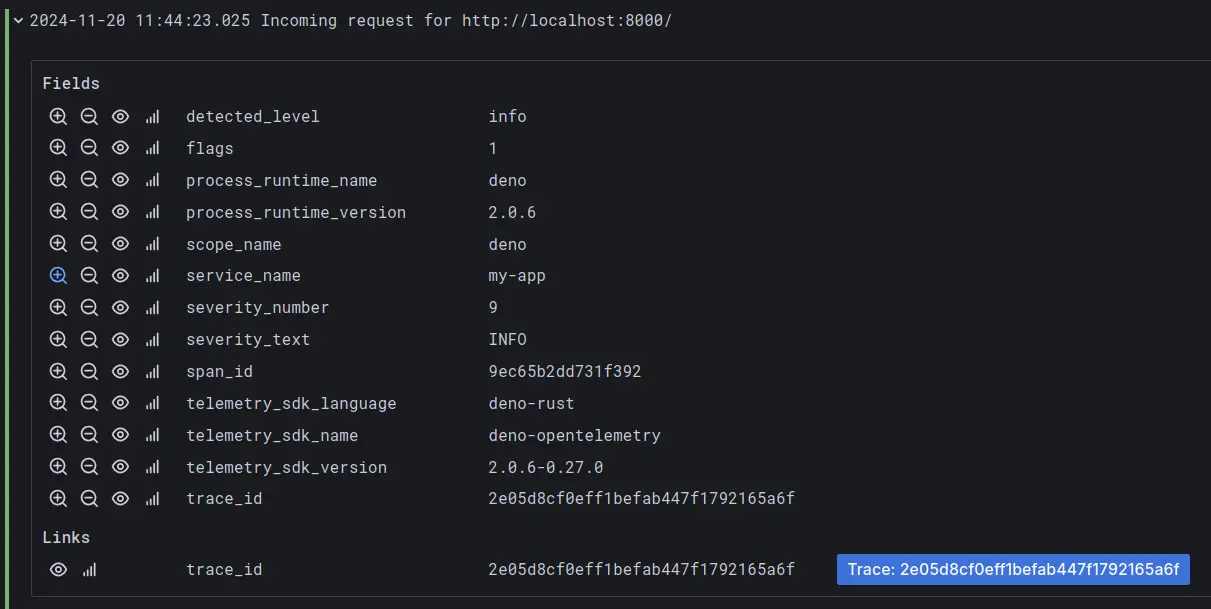 2024-11-20 11:44:23.025 Incoming request for http://localhost:8000/
Fields
detected_level info
flags 1
process_runtime_name deno
process_runtime_version 2.0.6
scope_name deno
service_name my-app
severity_number 9
severity_text INFO
span_id 9ec65b2dd731f392
telemetry_sdk_language deno-rust
telemetry_sdk_name deno-opentelemetry
telemetry_sdk_version 2.0.6-0.27.0
trace_id 2e05d8cf0eff1befab447f1792165a6f
Links
trace_id 2e05d8cf0eff1befab447f1792165a6f Trace: 2e05d8cf0eff1befab447f1792165a6f